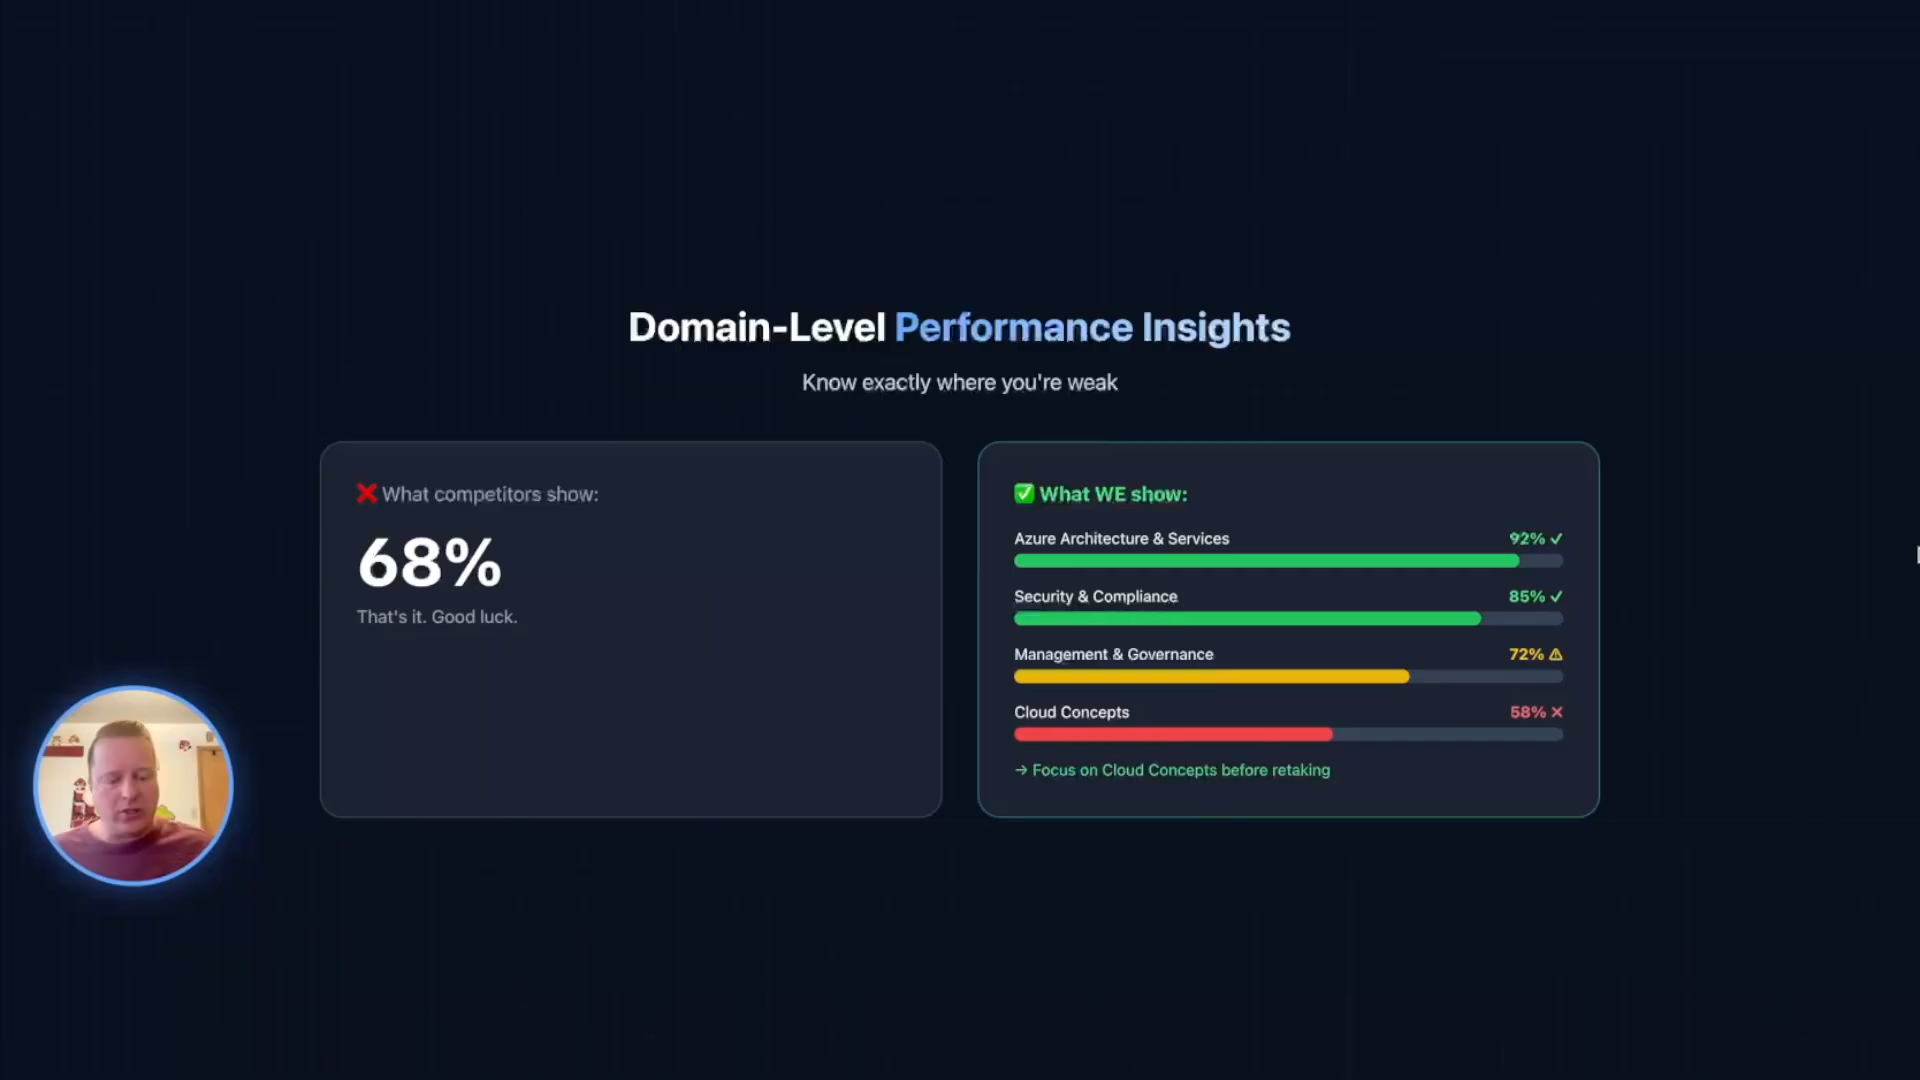 Domain-Level Performance Insights
Know exactly where you're weak
❌ What competitors show:
68%
That's it. Good luck.
✅ What WE show:
Azure Architecture & Services 92% ✓
Security & Compliance 85% ✓
Management & Governance 72% ⚠
Cloud Concepts 58% ✕
→ Focus on Cloud Concepts before retaking